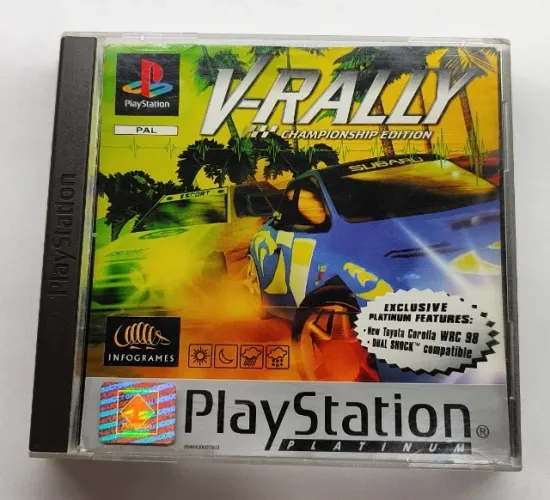 PlayStation
PAL
V-RALLY
CHAMPIONSHIP EDITION
SUBARU
ESCORT
PlayStation
EXCLUSIVE
PLATINUM FEATURES:
• New Toyota Corolla WRC 98
• DUAL SHOCK™ compatible
INFOGRAMES
PlayStation®
PLATINUM